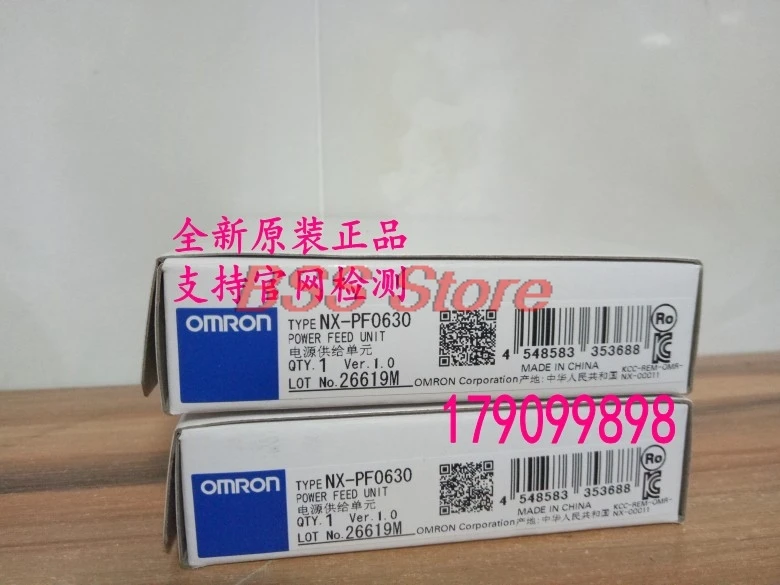 全新原装正品
支持官网检测
BSS Store
OMRON
TYPE NX-PF0630
POWER FEED UNIT
电源供给单元
QTY. 1 Ver.1.0
LOT No.26619M
4 548583 353688
MADE IN CHINA
OMRON Corporation 产地: 中华人民共和国
Ro
KCC-REM-OMR-
NX-00011
179099898
OMRON
TYPE NX-PF0630
POWER FEED UNIT
电源供给单元
QTY. 1 Ver.1.0
LOT No.26619M
4 548583 353688
MADE IN CHINA
OMRON Corporation 产地: 中华人民共和国
Ro
KCC-REM-OMR-
NX-00011